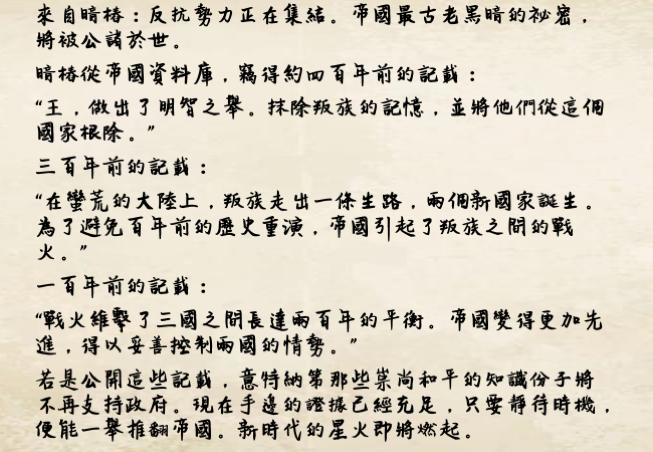 來自暗樁：反抗勢力正在集結。帝國最古老黑暗的祕密，
將被公諸於世。
暗樁從帝國資料庫，竊得約四百年前的記載：
“王，做出了明智之舉。抹除叛族的記憶，並將他們從這個
國家根除。”
三百年前的記載：
“在蠻荒的大陸上，叛族走出一條生路，兩個新國家誕生。
為了避免百年前的歷史重演，帝國引起了叛族之間的戰
火。”
一百年前的記載：
“戰火維繫了三國之間長達兩百年的平衡。帝國變得更加先
進，得以妥善控制兩國的情勢。”
若是公開這些記載，意特納第那些崇尚和平的知識份子將
不再支持政府。現在手邊的證據已經充足，只要靜待時機，
便能一舉推翻帝國。新時代的星火即將燃起。